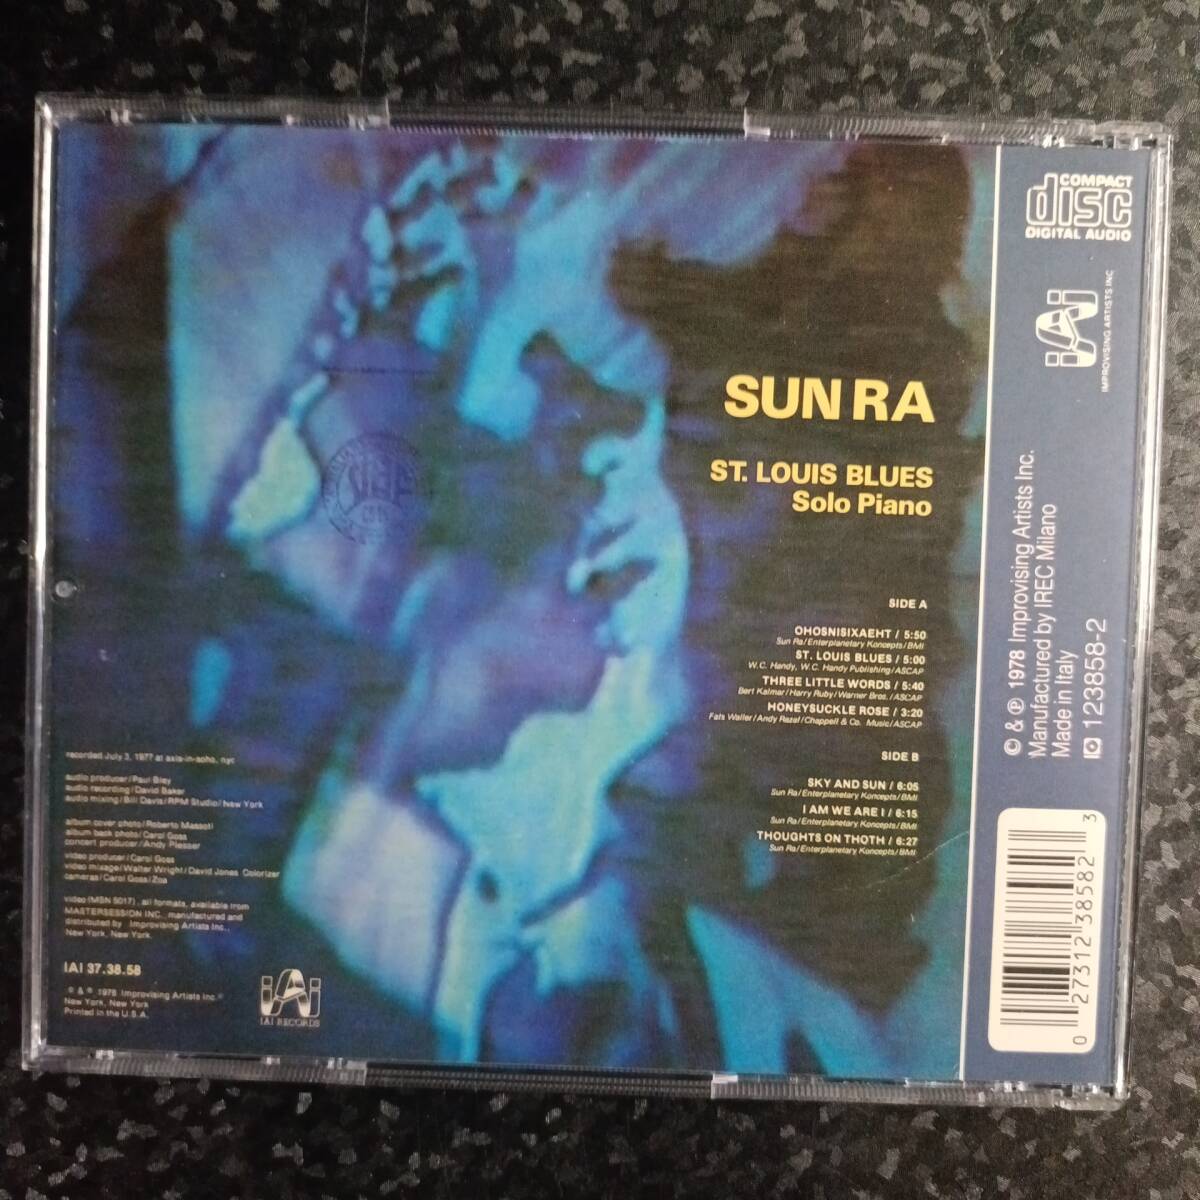 SUN RA
ST. LOUIS BLUES
Solo Piano
SIDE A
OHOSNISIXAEHT / 5:50
Sun Ra/Enterplanetary Koncepts/BMI
ST. LOUIS BLUES / 5:00
W.C. Handy, W.C. Handy Publishing/ASCAP
THREE LITTLE WORDS / 5:40
Bert Kalmar/Harry Ruby/Warner Bros./ASCAP
HONEYSUCKLE ROSE / 3:20
Fats Waller/Andy Razaf/Chappell & Co. Music/ASCAP
SIDE B
SKY AND SUN / 6:05
Sun Ra/Enterplanetary Koncepts/BMI
I AM WE ARE I / 6:15
Sun Ra/Enterplanetary Koncepts/BMI
THOUGHTS ON THOTH / 6:27
Sun Ra/Enterplanetary Koncepts/BMI
recorded July 3, 1977 at axis-in-soho, nyc
audio producer/Paul Bley
audio recording/David Baker
audio mixing/Bill Davis/RPM Studio/New York
album cover photo/Roberto Massotti
album back photo/Carol Goss
concert producer/Andy Plesser
video producer/Carol Goss
video mixage/Walter Wright/David Jones Colorizer
cameras/Carol Goss/Zoa
video (MSN 5017), all formats, available from
MASTERSESSION INC., manufactured and
distributed by Improvising Artists Inc.,
New York, New York.
IAI 37.38.58
© & ℗ 1978 Improvising Artists Inc.
New York, New York
Printed in the U.S.A.
iAi
IAI RECORDS
COMPACT
disc
DIGITAL AUDIO
iAi
IMPROVISING ARTISTS INC
© & ℗ 1978 Improvising Artists Inc.
Manufactured by IREC Milano
Made in Italy
123858-2
0 27312 38582 3